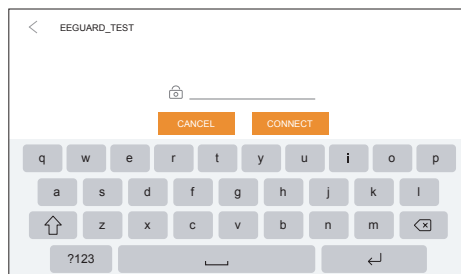 EEGUARD_TEST
CANCEL CONNECT
q w e r t y u i o p
a s d f g h j k l
z x c v b n m
?123